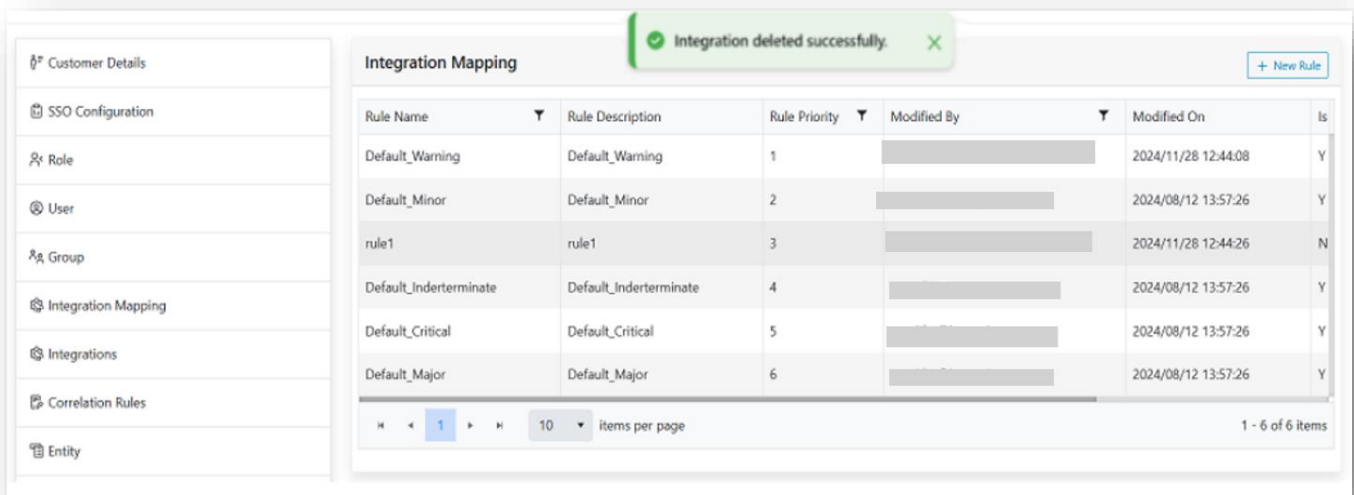 Integration deleted successfully.
Customer Details
SSO Configuration
Role
User
Group
Integration Mapping
Integrations
Correlation Rules
Entity
Integration Mapping
+ New Rule
Rule Name Rule Description Rule Priority Modified By Modified On Is
Default_Warning Default_Warning 1 2024/11/28 12:44:08 Y
Default_Minor Default_Minor 2 2024/08/12 13:57:26 Y
rule1 rule1 3 2024/11/28 12:44:26 N
Default_Inderterminate Default_Inderterminate 4 2024/08/12 13:57:26 Y
Default_Critical Default_Critical 5 2024/08/12 13:57:26 Y
Default_Major Default_Major 6 2024/08/12 13:57:26 Y
1 10 items per page 1 - 6 of 6 items